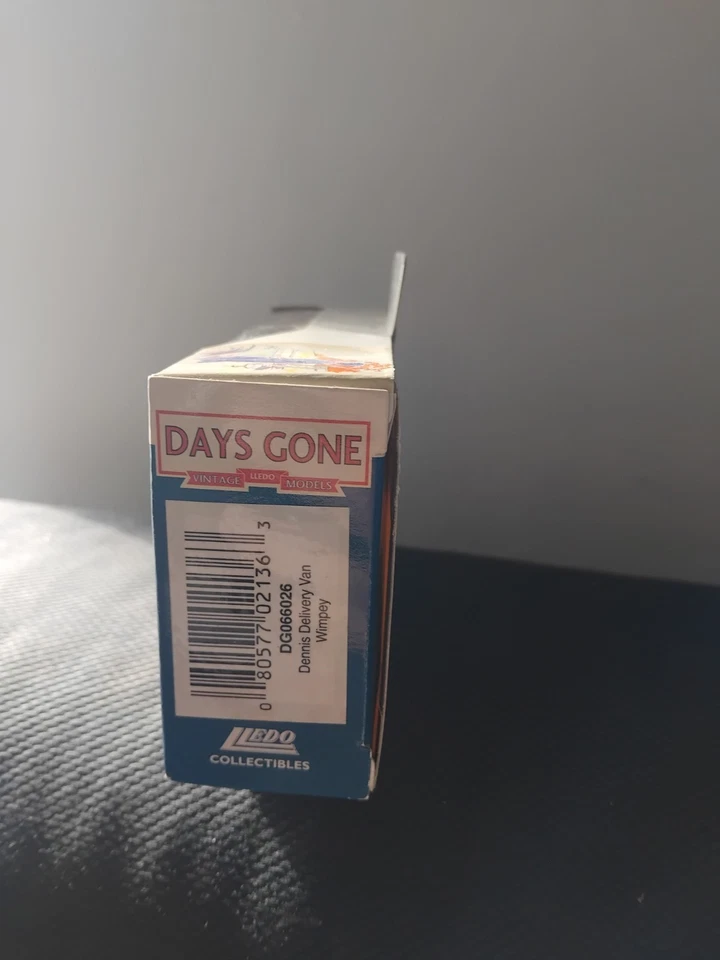 DAYS GONE
VINTAGE LLEDO MODELS
0 80577 02136 3
DG066026
Dennis Delivery Van
Wimpey
LLEDO
COLLECTIBLES